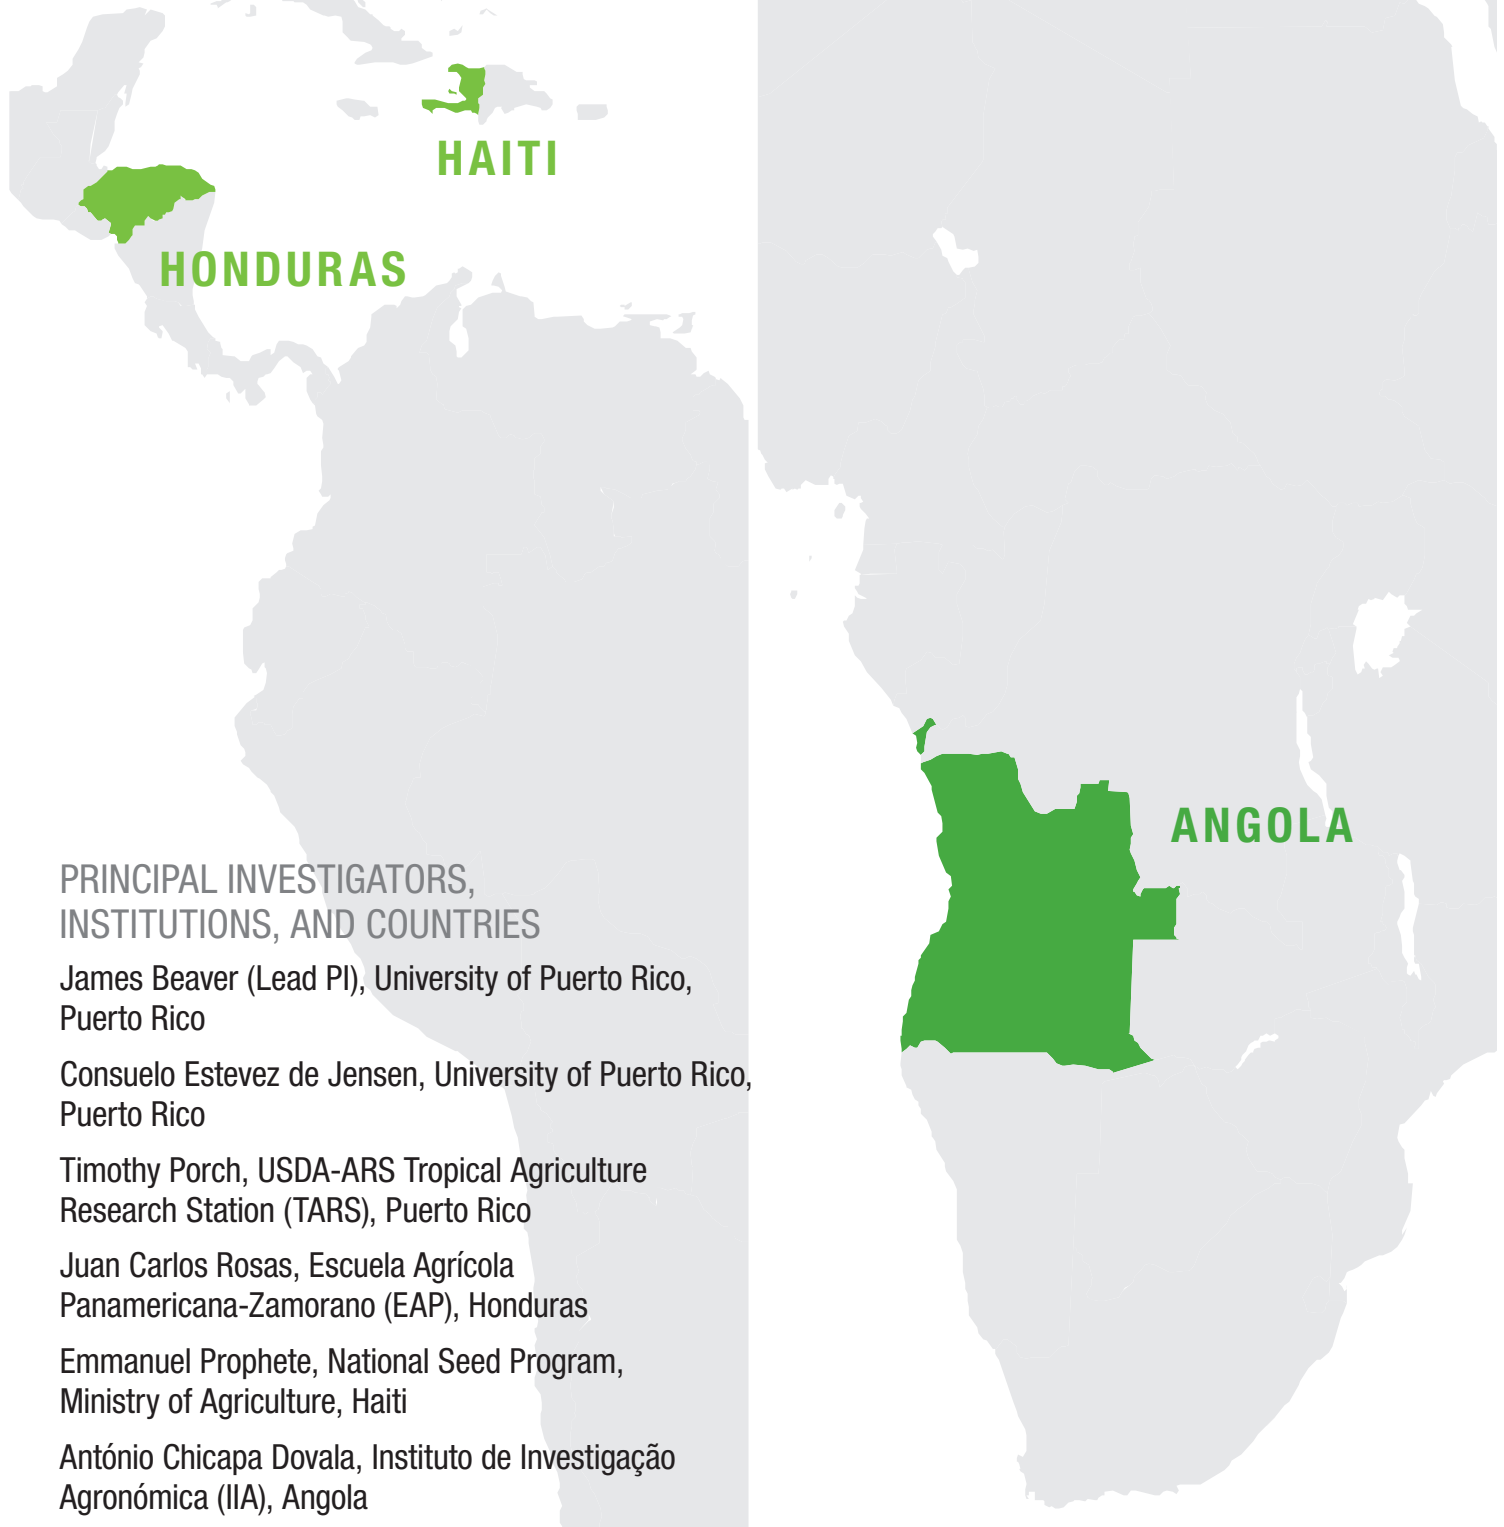 HAITI
HONDURAS
ANGOLA
PRINCIPAL INVESTIGATORS,
INSTITUTIONS, AND COUNTRIES
James Beaver (Lead PI), University of Puerto Rico,
Puerto Rico
Consuelo Estevez de Jensen, University of Puerto Rico,
Puerto Rico
Timothy Porch, USDA-ARS Tropical Agriculture
Research Station (TARS), Puerto Rico
Juan Carlos Rosas, Escuela Agrícola
Panamericana-Zamorano (EAP), Honduras
Emmanuel Prophete, National Seed Program,
Ministry of Agriculture, Haiti
António Chicapa Dovala, Instituto de Investigação
Agronómica (IIA), Angola